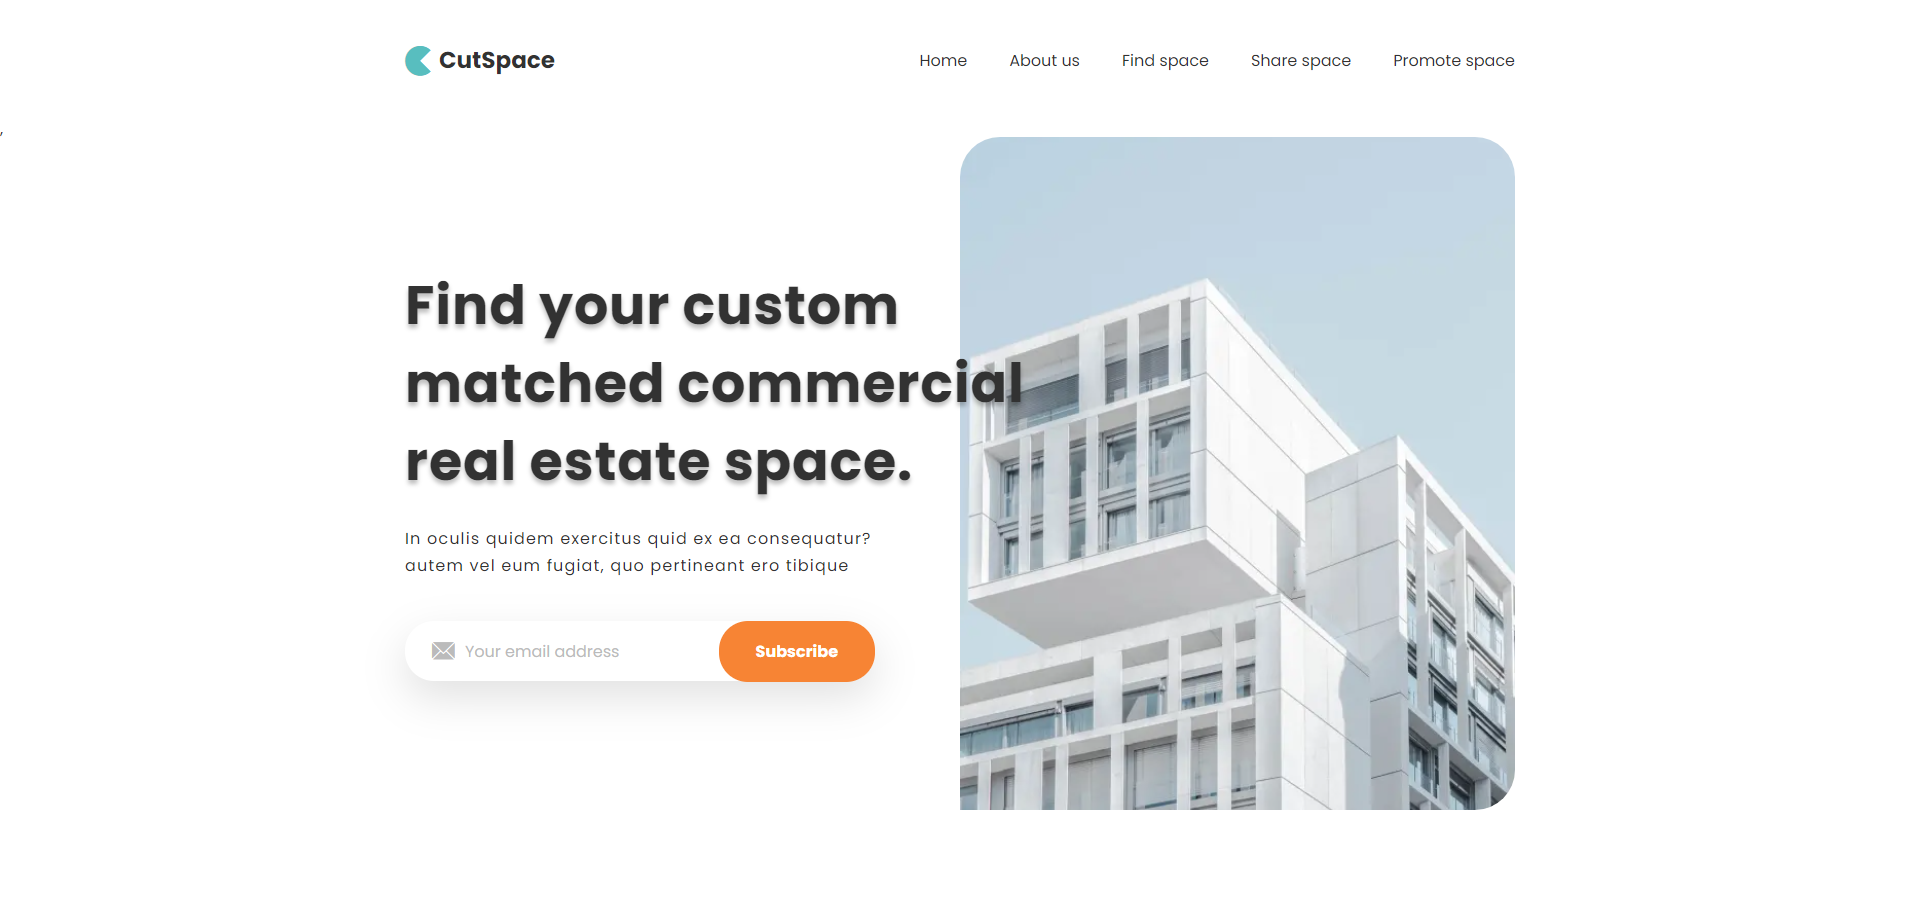 CutSpace
Home About us Find space Share space Promote space
,
Find your custom
matched commercial
real estate space.
In oculis quidem exercitus quid ex ea consequatur?
autem vel eum fugiat, quo pertineant ero tibique
Your email address Subscribe